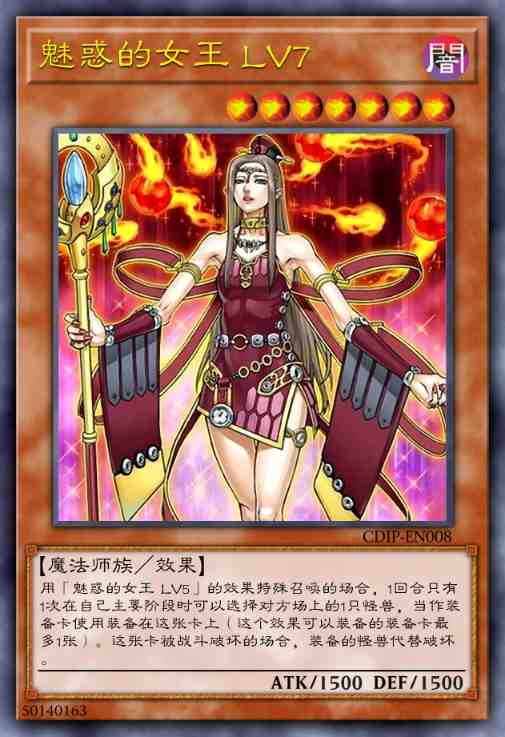 魅惑的女王 LV7
闇
CDIP-EN008
【魔法师族／效果】
用「魅惑的女王 LV5」的效果特殊召唤的场合，1回合只有
1次在自己主要阶段时可以选择对方场上的1只怪兽，当作装
备卡使用装备在这张卡上（这个效果可以装备的装备卡最
多1张）。这张卡被战斗破坏的场合，装备的怪兽代替破坏
。
ATK/1500 DEF/1500
50140163